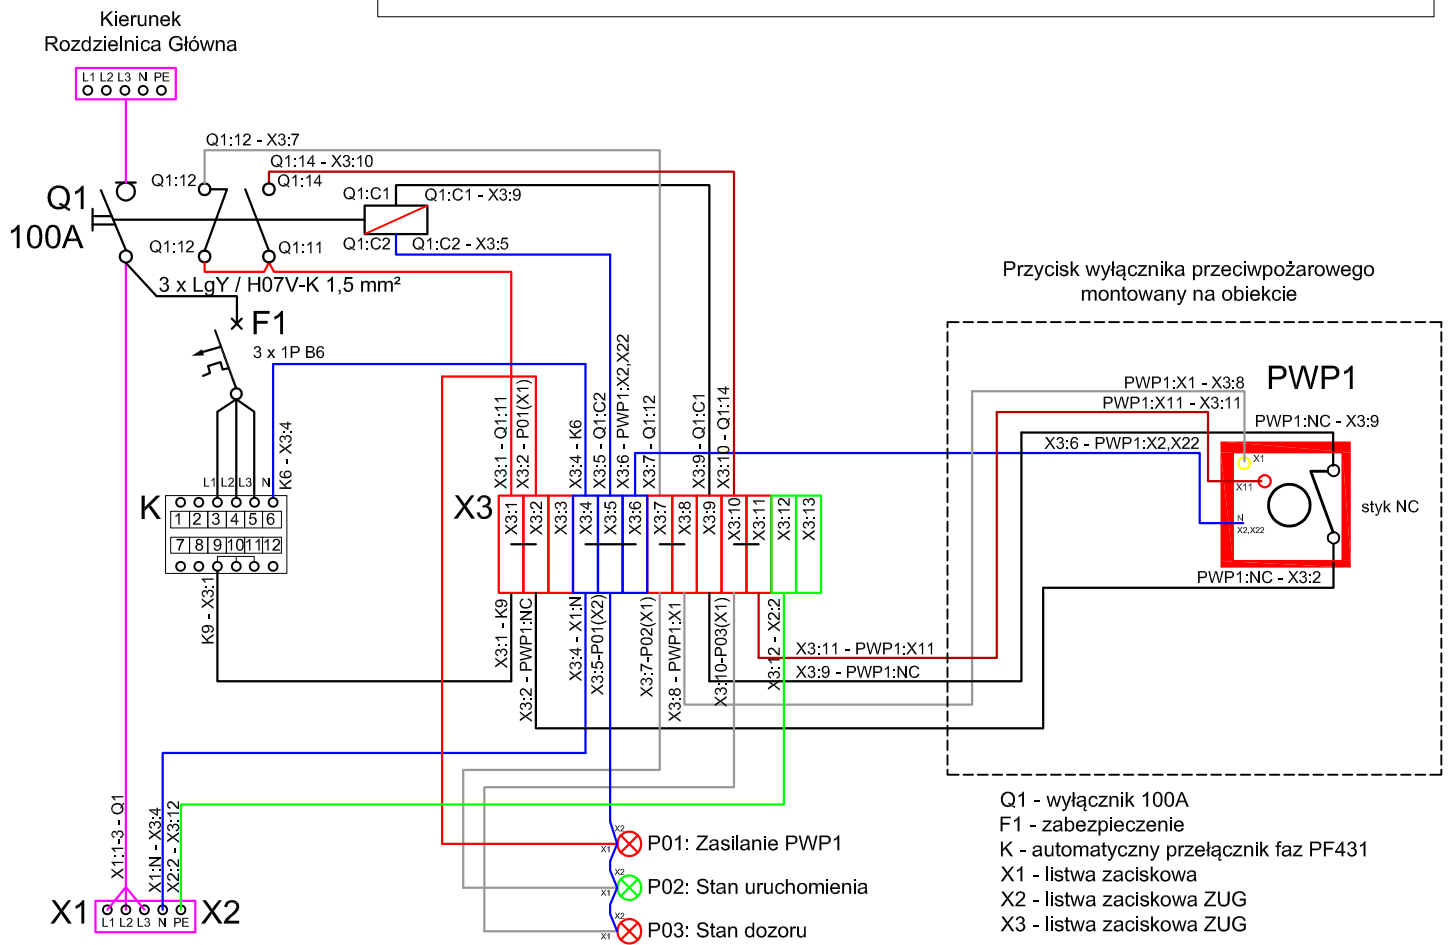 Kierunek
Rozdzielnica Główna
L1 L2 L3 N PE
Q1:12 - X3:7
Q1:14 - X3:10
Q1:12
Q1:14
Q1:C1
Q1:C1 - X3:9
Q1
100A
Q1:12
Q1:11
Q1:C2
Q1:C2 - X3:5
3 x LgY / H07V-K 1,5 mm²
F1
3 x 1P B6
Przycisk wyłącznika przeciwpożarowego
montowany na obiekcie
PWP1
PWP1:X1 - X3:8
PWP1:X11 - X3:11
PWP1:NC - X3:9
X3:6 - PWP1:X2,X22
X1
X11
N
X2,X22
styk NC
PWP1:NC - X3:2
X3:1 - Q1:11
X3:2 - P01(X1)
X3:4 - K6
X3:5 - Q1:C2
X3:6 - PWP1:X2,X22
X3:7 - Q1:12
X3:9 - Q1:C1
X3:10 - Q1:14
K6 - X3:4
L1 L2 L3 N
K
1 2 3 4 5 6
7 8 9 10 11 12
X3
X3:1
X3:2
X3:3
X3:4
X3:5
X3:6
X3:7
X3:8
X3:9
X3:10
X3:11
X3:12
X3:13
K9 - X3:1
X3:1 - K9
X3:2 - PWP1:NC
X3:4 - X1:N
X3:5-P01(X2)
X3:7-P02(X1)
X3:8 - PWP1:X1
X3:10-P03(X1)
X3:12 - X2:2
X3:11 - PWP1:X11
X3:9 - PWP1:NC
X1:1-3 - Q1
X1:N - X3:4
X2:2 - X3:12
X1
L1 L2 L3 N PE
X2
X2
X1
P01: Zasilanie PWP1
X2
X1
P02: Stan uruchomienia
X2
X1
P03: Stan dozoru
Q1 - wyłącznik 100A
F1 - zabezpieczenie
K - automatyczny przełącznik faz PF431
X1 - listwa zaciskowa
X2 - listwa zaciskowa ZUG
X3 - listwa zaciskowa ZUG